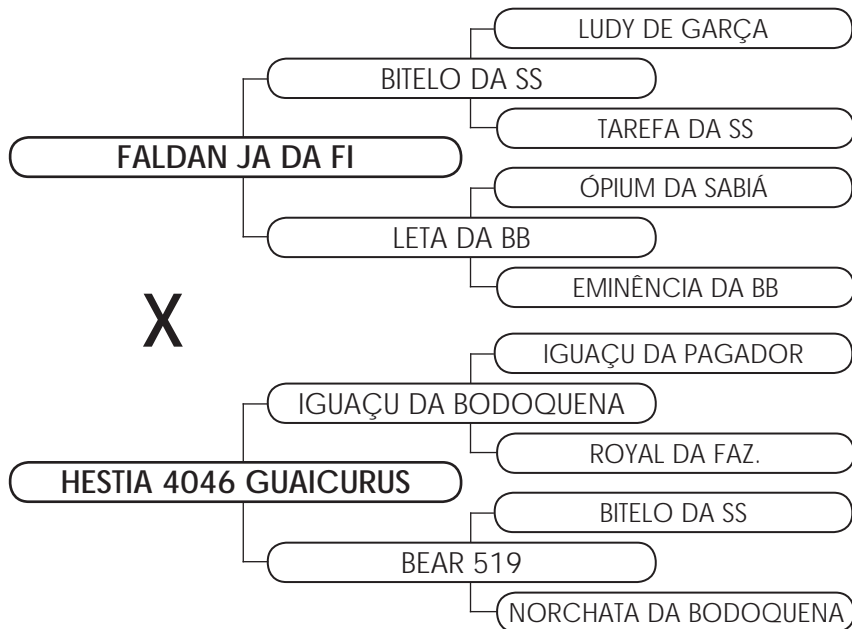 LUDY DE GARÇA
BITELO DA SS
TAREFA DA SS
FALDAN JA DA FI
ÓPIUM DA SABIÁ
LETA DA BB
EMINÊNCIA DA BB
X
IGUAÇU DA PAGADOR
IGUAÇU DA BODOQUENA
ROYAL DA FAZ.
HESTIA 4046 GUAICURUS
BITELO DA SS
BEAR 519
NORCHATA DA BODOQUENA